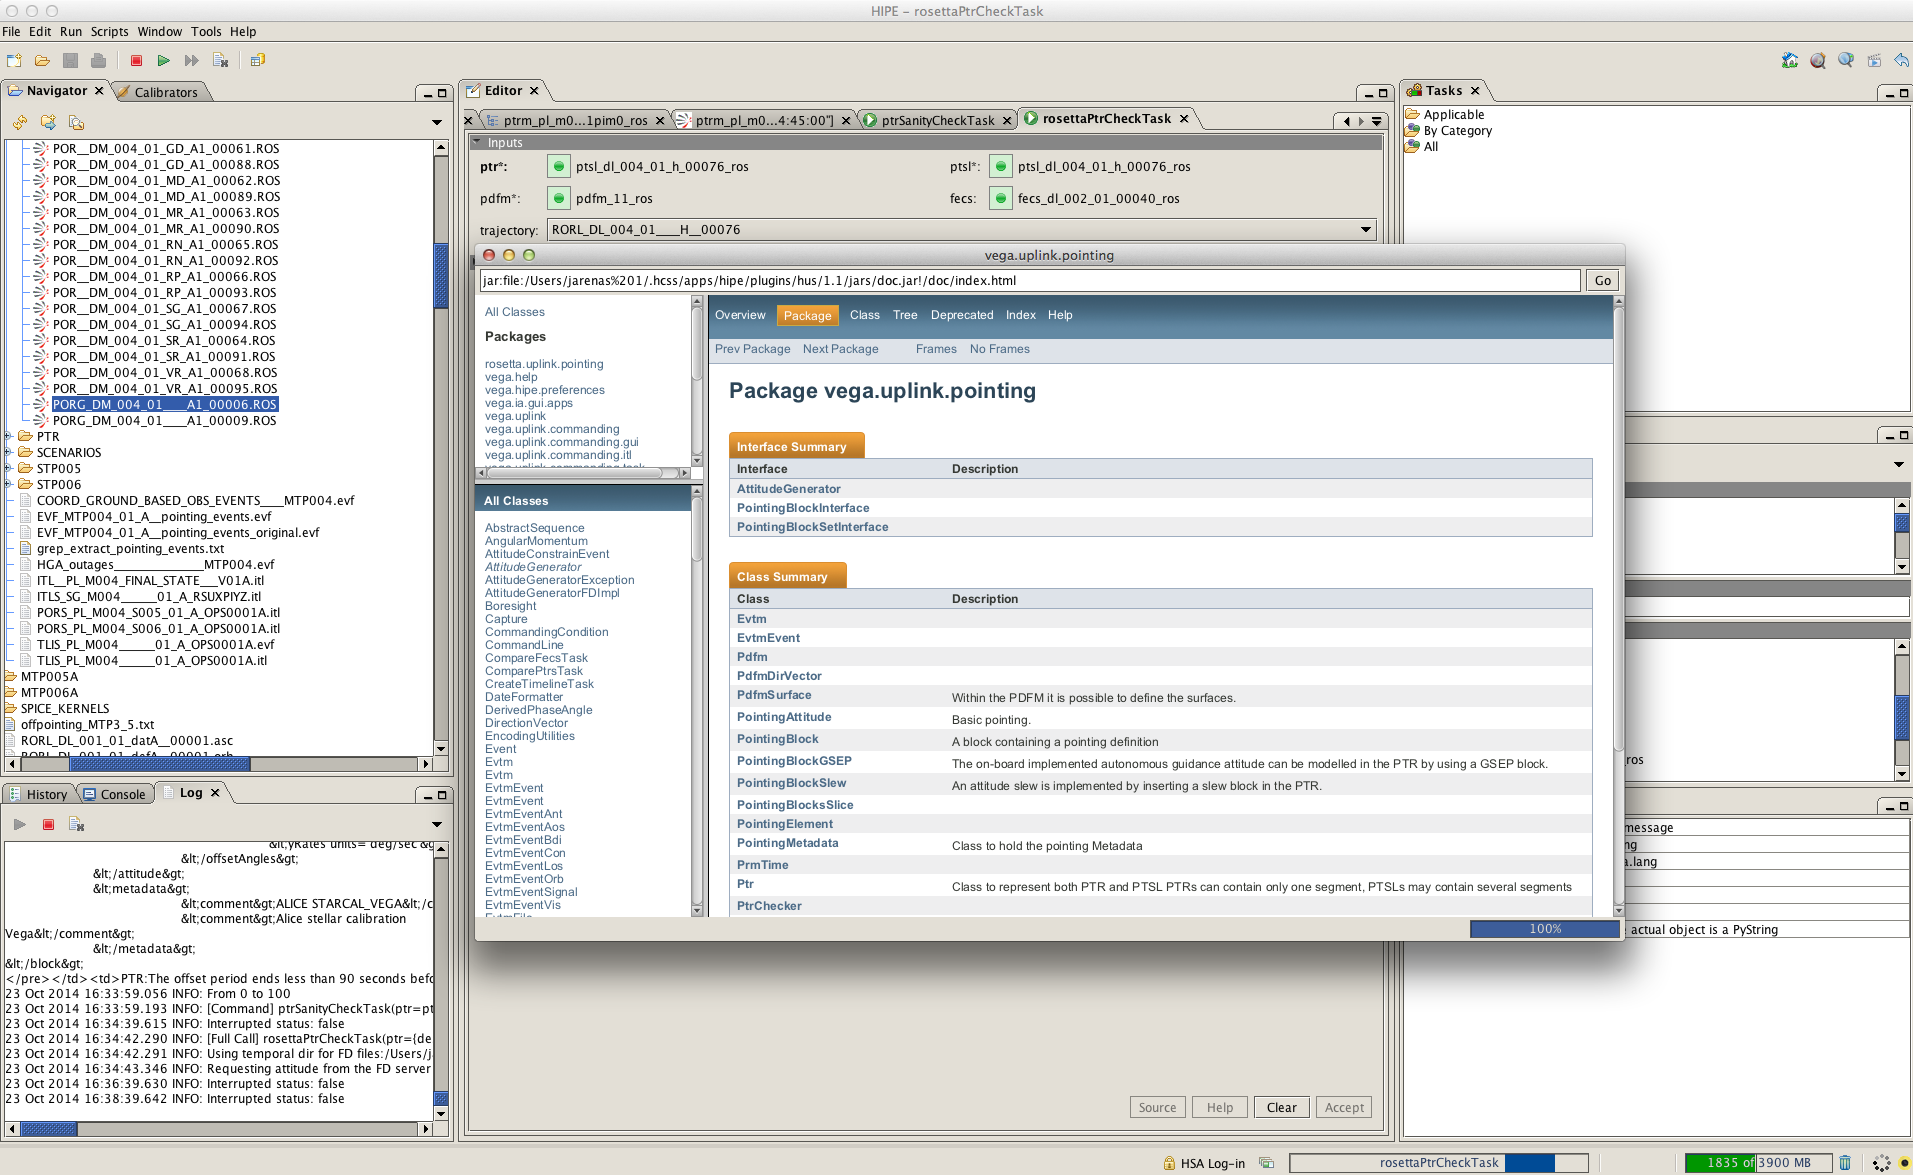 HIPE – rosettaPtrCheckTask
File Edit Run Scripts Window Tools Help
Navigator
Calibrators
POR__DM_004_01_GD_A1_00061.ROS
POR__DM_004_01_GD_A1_00088.ROS
POR__DM_004_01_MD_A1_00062.ROS
POR__DM_004_01_MD_A1_00089.ROS
POR__DM_004_01_MR_A1_00063.ROS
POR__DM_004_01_MR_A1_00090.ROS
POR__DM_004_01_RN_A1_00065.ROS
POR__DM_004_01_RN_A1_00092.ROS
POR__DM_004_01_RP_A1_00066.ROS
POR__DM_004_01_RP_A1_00093.ROS
POR__DM_004_01_SG_A1_00067.ROS
POR__DM_004_01_SG_A1_00094.ROS
POR__DM_004_01_SR_A1_00064.ROS
POR__DM_004_01_SR_A1_00091.ROS
POR__DM_004_01_VR_A1_00068.ROS
POR__DM_004_01_VR_A1_00095.ROS
PORG_DM_004_01____A1_00006.ROS
PORG_DM_004_01____A1_00009.ROS
PTR
SCENARIOS
STP005
STP006
COORD_GROUND_BASED_OBS_EVENTS____MTP004.evf
EVF_MTP004_01_A__pointing_events.evf
EVF_MTP004_01_A__pointing_events_original.evf
grep_extract_pointing_events.txt
HGA_outages_______________MTP004.evf
ITL__PL_M004_FINAL_STATE___V01A.itl
ITLS_SG_M004______01_A_RSUXPIYZ.itl
PORS_PL_M004_S005_01_A_OPS0001A.itl
PORS_PL_M004_S006_01_A_OPS0001A.itl
TLIS_PL_M004______01_A_OPS0001A.evf
TLIS_PL_M004______01_A_OPS0001A.itl
MTP005A
MTP006A
SPICE_KERNELS
offpointing_MTP3_5.txt
RORL_DL_001_01_datA__00001.asc
Editor
ptrm_pl_m0...1pim0_ros
ptrm_pl_m0...4:45:00"]
ptrSanityCheckTask
rosettaPtrCheckTask
Inputs
ptr*: ptsl_dl_004_01_h_00076_ros
ptsl*: ptsl_dl_004_01_h_00076_ros
pdfm*: pdfm_11_ros
fecs: fecs_dl_002_01_00040_ros
trajectory: RORL_DL_004_01____H__00076
Tasks
Applicable
By Category
All
vega.uplink.pointing
jar:file:/Users/jarenas%201/.hcss/apps/hipe/plugins/hus/1.1/jars/doc.jar!/doc/index.html
Go
All Classes
Packages
rosetta.uplink.pointing
vega.help
vega.hipe.preferences
vega.ia.gui.apps
vega.uplink
vega.uplink.commanding
vega.uplink.commanding.gui
vega.uplink.commanding.itl
vega.uplink.commanding.task
All Classes
AbstractSequence
AngularMomentum
AttitudeConstrainEvent
AttitudeGenerator
AttitudeGeneratorException
AttitudeGeneratorFDImpl
Boresight
Capture
CommandingCondition
CommandLine
CompareFecsTask
ComparePtrsTask
CreateTimelineTask
DateFormatter
DerivedPhaseAngle
DirectionVector
EncodingUtilities
Event
Evtm
Evtm
EvtmEvent
EvtmEvent
EvtmEventAnt
EvtmEventAos
EvtmEventBdi
EvtmEventCon
EvtmEventLos
EvtmEventOrb
EvtmEventSignal
EvtmEventVis
Overview Package Class Tree Deprecated Index Help
Prev Package Next Package Frames No Frames
Package vega.uplink.pointing
Interface Summary
Interface Description
AttitudeGenerator
PointingBlockInterface
PointingBlockSetInterface
Class Summary
Class Description
Evtm
EvtmEvent
Pdfm
PdfmDirVector
PdfmSurface Within the PDFM it is possible to define the surfaces.
PointingAttitude Basic pointing.
PointingBlock A block containing a pointing definition
PointingBlockGSEP The on-board implemented autonomous guidance attitude can be modelled in the PTR by using a GSEP block.
PointingBlockSlew An attitude slew is implemented by inserting a slew block in the PTR.
PointingBlocksSlice
PointingElement
PointingMetadata Class to hold the pointing Metadata
PrmTime
Ptr Class to represent both PTR and PTSL PTRs can contain only one segment, PTSLs may contain several segments
PtrChecker
100%
ros
message
ng
a.lang
actual object is a PyString
History
Console
Log
&lt;yRates units= deg/sec &g
&lt;/offsetAngles&gt;
&lt;/attitude&gt;
&lt;metadata&gt;
&lt;comment&gt;ALICE STARCAL_VEGA&lt;/c
&lt;comment&gt;Alice stellar calibration
Vega&lt;/comment&gt;
&lt;/metadata&gt;
&lt;/block&gt;
</pre></td><td>PTR:The offset period ends less than 90 seconds befo
23 Oct 2014 16:33:59.056 INFO: From 0 to 100
23 Oct 2014 16:33:59.193 INFO: [Command] ptrSanityCheckTask(ptr=pt
23 Oct 2014 16:34:39.615 INFO: Interrupted status: false
23 Oct 2014 16:34:42.290 INFO: [Full Call] rosettaPtrCheckTask(ptr={de
23 Oct 2014 16:34:42.291 INFO: Using temporal dir for FD files:/Users/j
23 Oct 2014 16:34:43.346 INFO: Requesting attitude from the FD server
23 Oct 2014 16:36:39.630 INFO: Interrupted status: false
23 Oct 2014 16:38:39.642 INFO: Interrupted status: false
Source Help Clear Accept
HSA Log-in
rosettaPtrCheckTask
1835 of 3900 MB